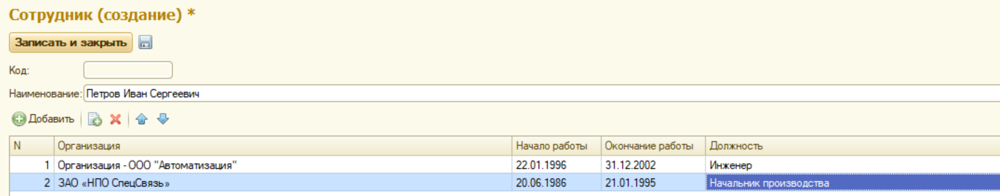 Сотрудник (создание) *
Записать и закрыть
Код:
Наименование: Петров Иван Сергеевич
Добавить
N Организация Начало работы Окончание работы Должность
1 Организация - ООО "Автоматизация" 22.01.1996 31.12.2002 Инженер
2 ЗАО «НПО СпецСвязь» 20.06.1986 21.01.1995 Начальник производства